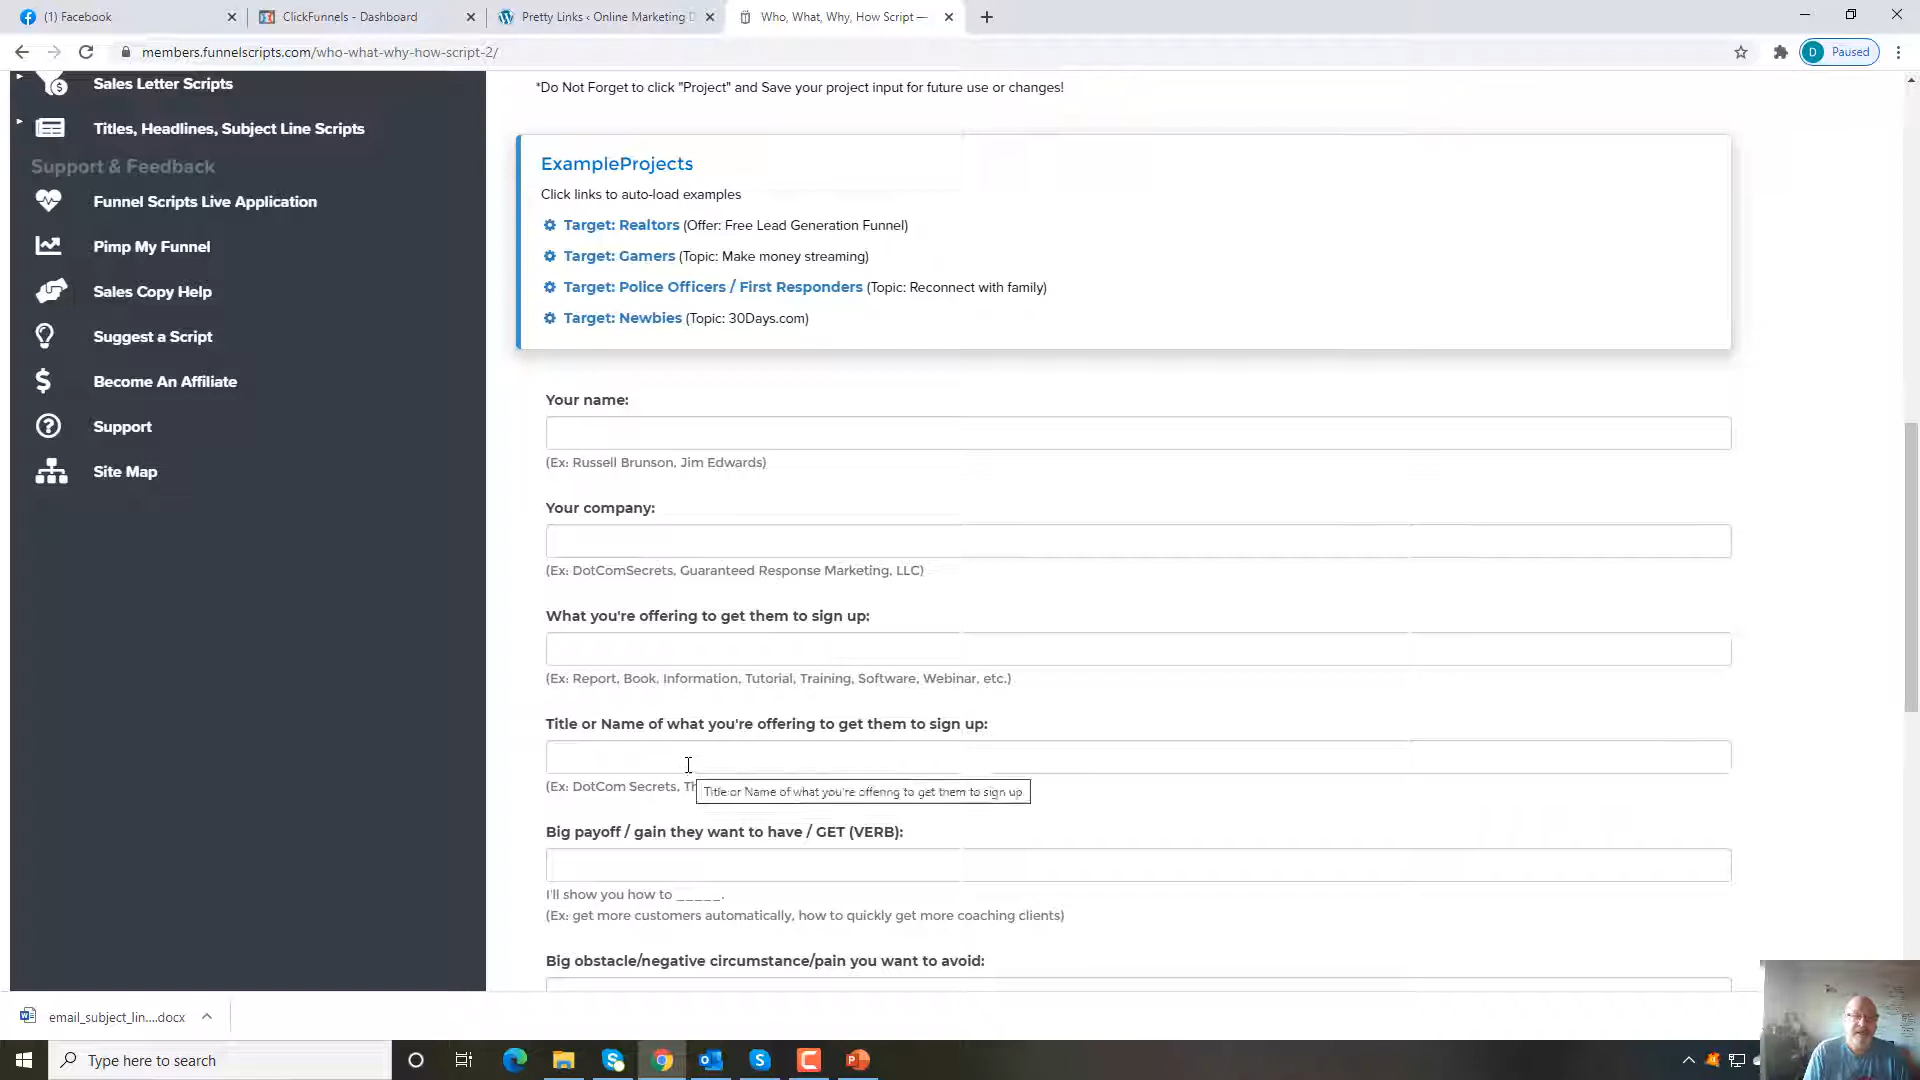 (1) Facebook
ClickFunnels - Dashboard
Pretty Links ‹ Online Marketing
Who, What, Why, How Script —
members.funnelscripts.com/who-what-why-how-script-2/
D Paused
Sales Letter Scripts
Titles, Headlines, Subject Line Scripts
Support & Feedback
Funnel Scripts Live Application
Pimp My Funnel
Sales Copy Help
Suggest a Script
Become An Affiliate
Support
Site Map
*Do Not Forget to click "Project" and Save your project input for future use or changes!
ExampleProjects
Click links to auto-load examples
Target: Realtors (Offer: Free Lead Generation Funnel)
Target: Gamers (Topic: Make money streaming)
Target: Police Officers / First Responders (Topic: Reconnect with family)
Target: Newbies (Topic: 30Days.com)
Your name:
(Ex: Russell Brunson, Jim Edwards)
Your company:
(Ex: DotComSecrets, Guaranteed Response Marketing, LLC)
What you're offering to get them to sign up:
(Ex: Report, Book, Information, Tutorial, Training, Software, Webinar, etc.)
Title or Name of what you're offering to get them to sign up:
(Ex: DotCom Secrets,
Title or Name of what you're offering to get them to sign up
Big payoff / gain they want to have / GET (VERB):
I'll show you how to _____.
(Ex: get more customers automatically, how to quickly get more coaching clients)
Big obstacle/negative circumstance/pain you want to avoid:
email_subject_lin....docx
Type here to search